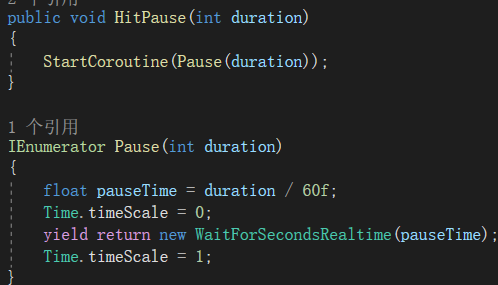 2 个引用
public void HitPause(int duration)
{
StartCoroutine(Pause(duration));
}
1 个引用
IEnumerator Pause(int duration)
{
float pauseTime = duration / 60f;
Time.timeScale = 0;
yield return new WaitForSecondsRealtime(pauseTime);
Time.timeScale = 1;
}